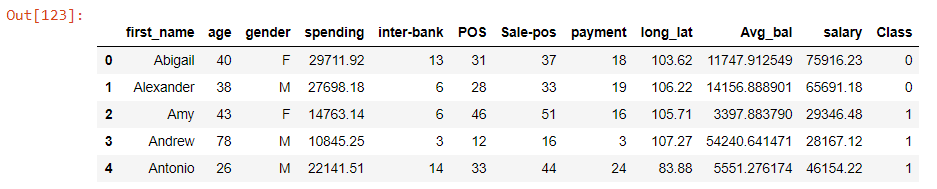 Out[123]:
first_name age gender spending inter-bank POS Sale-pos payment long_lat Avg_bal salary Class
0 Abigail 40 F 29711.92 13 31 37 18 103.62 11747.912549 75916.23 0
1 Alexander 38 M 27698.18 6 28 33 19 106.22 14156.888901 65691.18 0
2 Amy 43 F 14763.14 6 46 51 16 105.71 3397.883790 29346.48 1
3 Andrew 78 M 10845.25 3 12 16 3 107.27 54240.641471 28167.12 1
4 Antonio 26 M 22141.51 14 33 44 24 83.88 5551.276174 46154.22 1